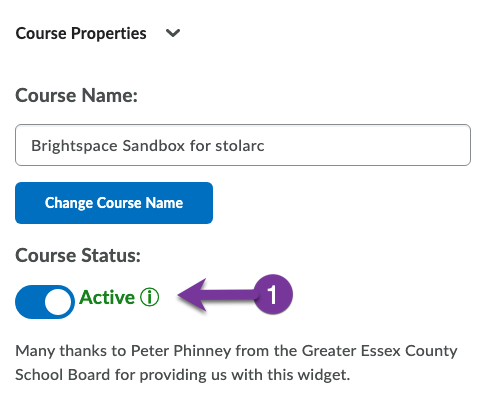 Course Properties
Course Name:
Brightspace Sandbox for stolarc
Change Course Name
Course Status:
Active
1
Many thanks to Peter Phinney from the Greater Essex County
School Board for providing us with this widget.